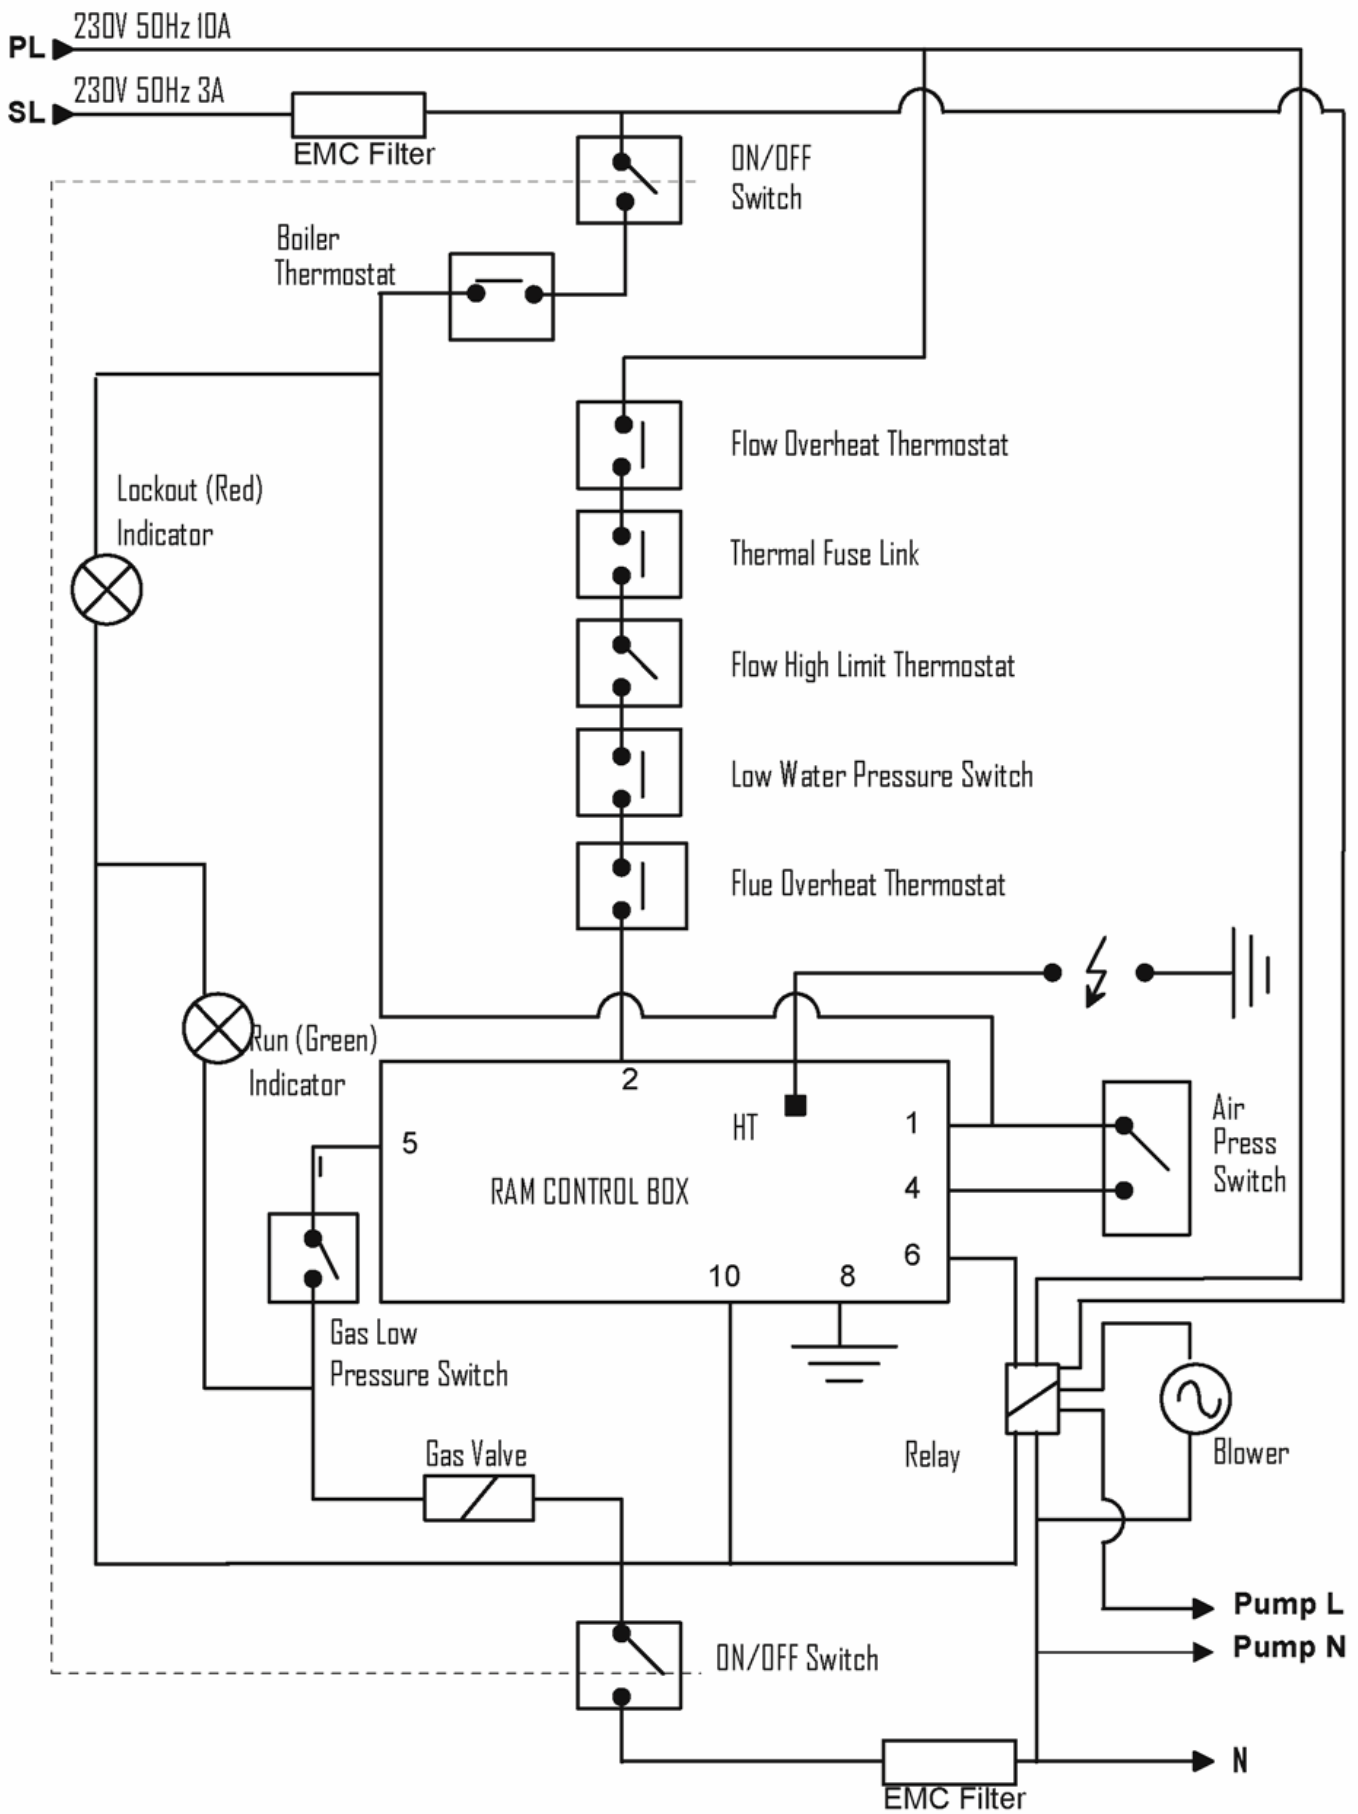 230V 50Hz 10A
PL
230V 50Hz 3A
SL
EMC Filter
ON/OFF
Switch
Boiler
Thermostat
Flow Overheat Thermostat
Lockout (Red)
Indicator
Thermal Fuse Link
Flow High Limit Thermostat
Low Water Pressure Switch
Flue Overheat Thermostat
Run (Green)
Indicator
2
HT
1
5
4
6
RAM CONTROL BOX
10
8
Air
Press
Switch
Gas Low
Pressure Switch
Gas Valve
Relay
Blower
Pump L
Pump N
ON/OFF Switch
N
EMC Filter